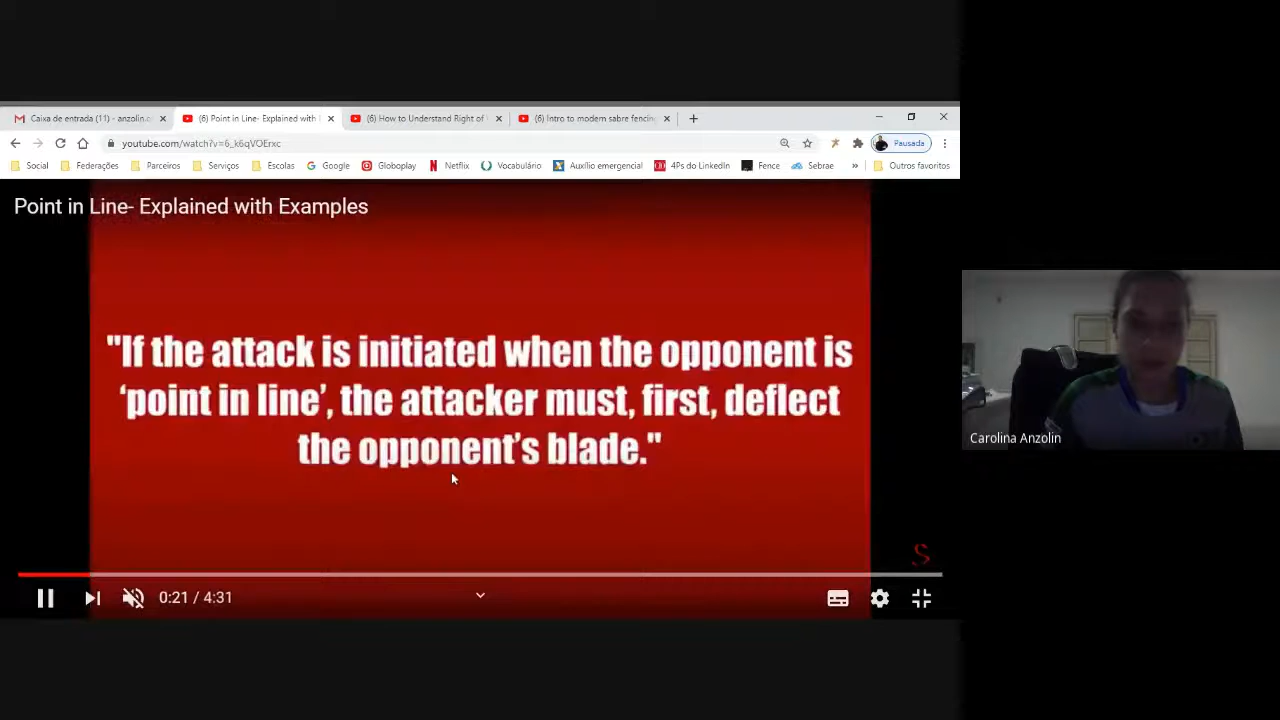 Caixa de entrada (11) - anzolin.c
(6) Point in Line- Explained with
(6) How to Understand Right of
(6) Intro to modern sabre fencing
youtube.com/watch?v=6_k6qVOErxc
Pausada
Social
Federações
Parceiros
Serviços
Escolas
Google
Globoplay
Netflix
Vocabulário
Auxílio emergencial
4Ps do LinkedIn
Fence
Sebrae
»
Outros favoritos
Point in Line- Explained with Examples
"If the attack is initiated when the opponent is
‘point in line’, the attacker must, first, deflect
the opponent’s blade."
S
0:21 / 4:31
Carolina Anzolin